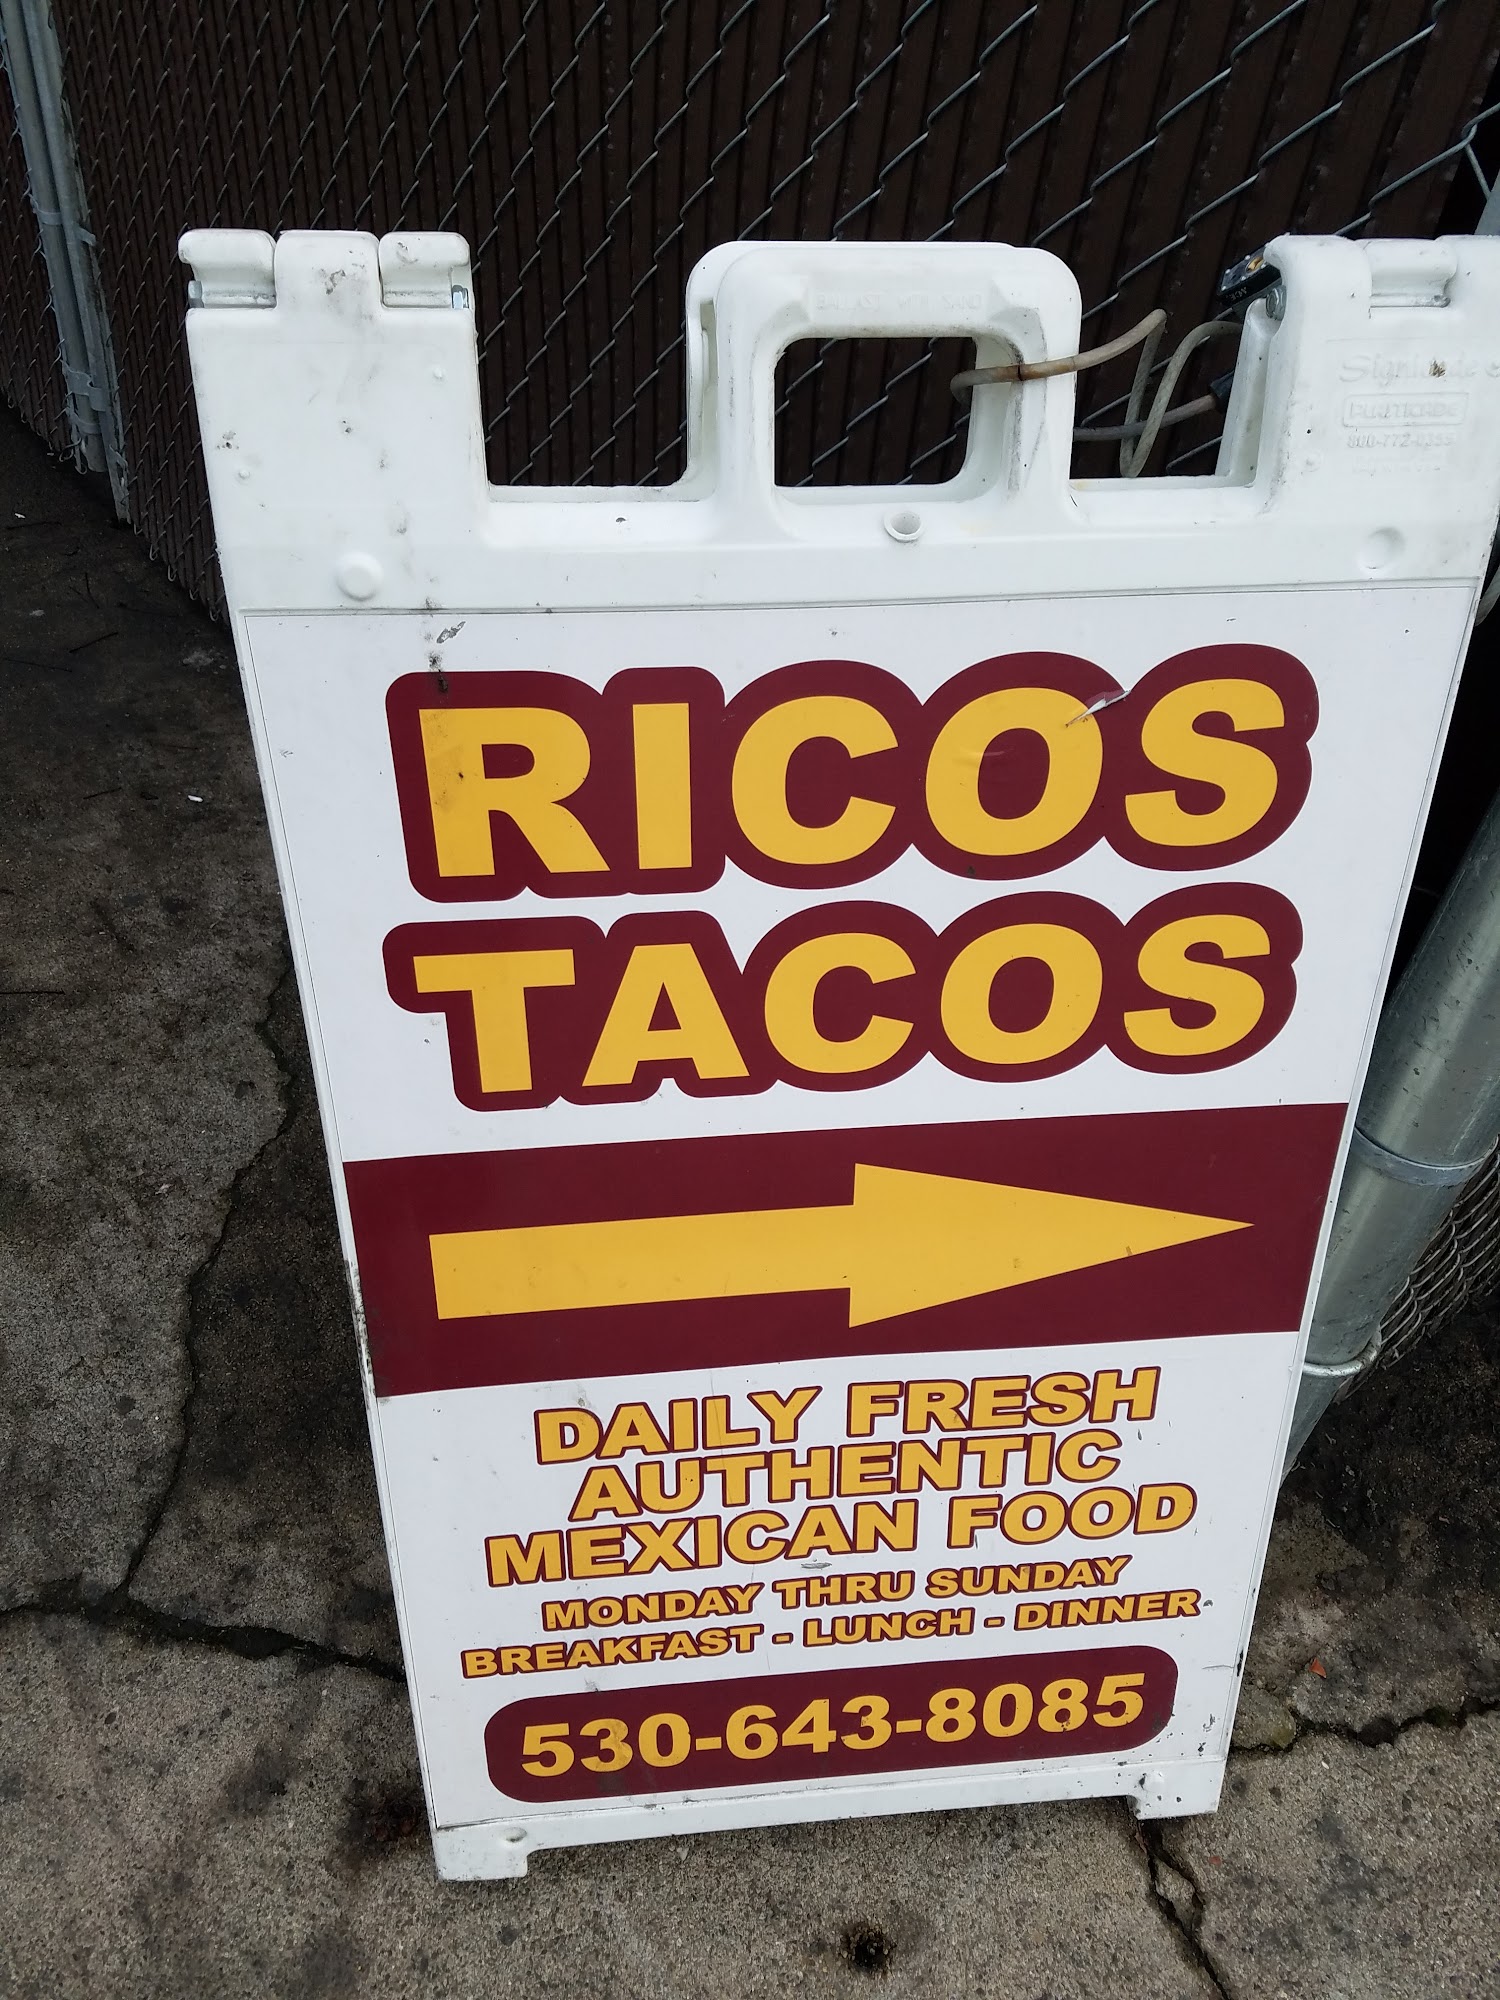 RICOS
TACOS
DAILY FRESH
AUTHENTIC
MEXICAN FOOD
MONDAY THRU SUNDAY
BREAKFAST - LUNCH - DINNER
530-643-8085